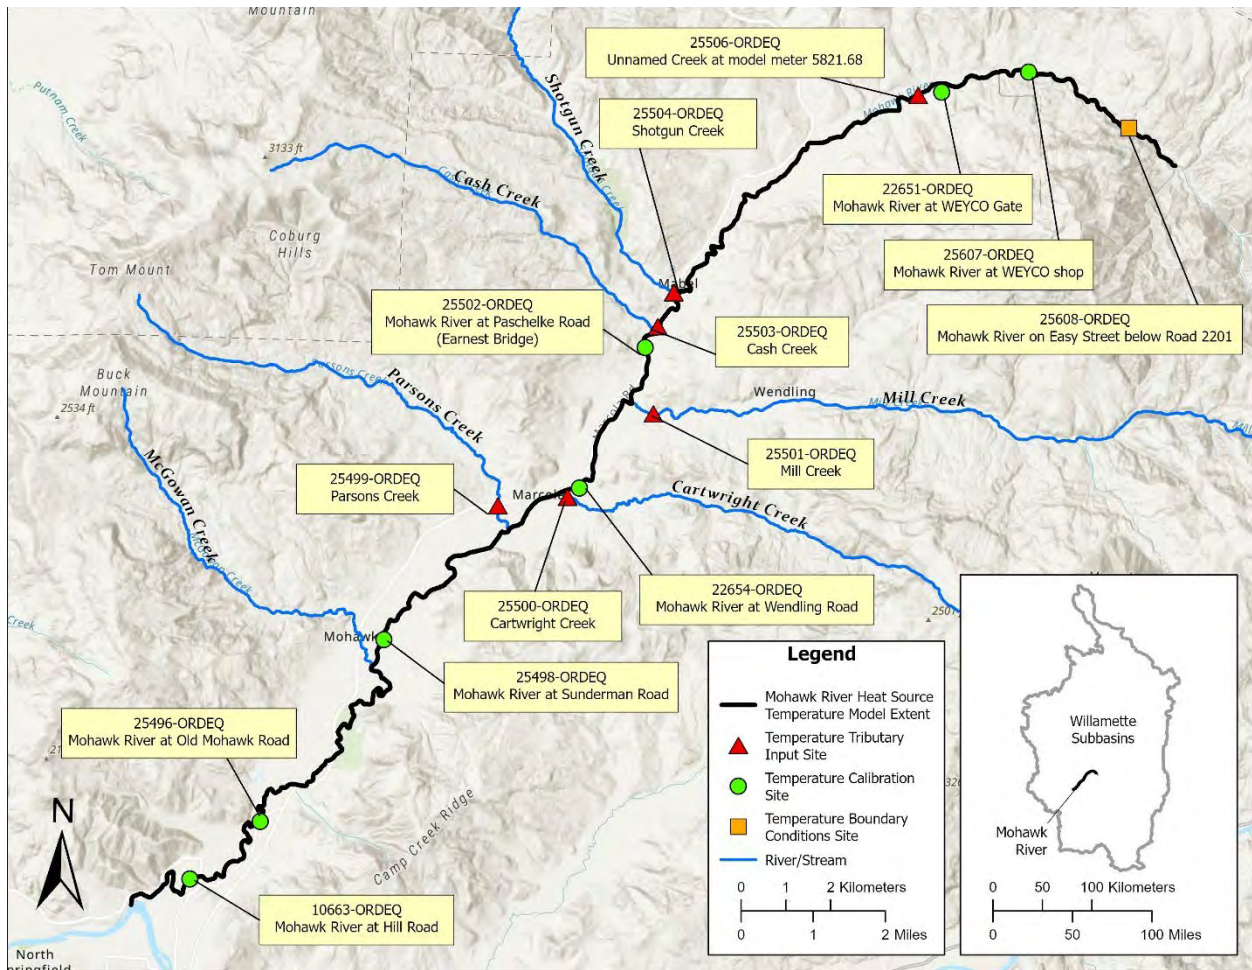 Mountain
Putnam Creek
3133 ft
25506-ORDEQ
Unnamed Creek at model meter 5821.68
25504-ORDEQ
Shotgun Creek
Shotgun Creek
Cash Creek
Coburg
Hills
Tom Mount
22651-ORDEQ
Mohawk River at WEYCO Gate
25607-ORDEQ
Mohawk River at WEYCO shop
25608-ORDEQ
Mohawk River on Easy Street below Road 2201
25502-ORDEQ
Mohawk River at Paschelke Road
(Earnest Bridge)
25503-ORDEQ
Cash Creek
Buck
Mountain
2534 ft
Parsons Creek
Parsons Creek
Wendling
Mill Creek
25501-ORDEQ
Mill Creek
McGowan Creek
25499-ORDEQ
Parsons Creek
Cartwright Creek
25500-ORDEQ
Cartwright Creek
22654-ORDEQ
Mohawk River at Wendling Road
Creek
Mohawk
25498-ORDEQ
Mohawk River at Sunderman Road
25496-ORDEQ
Mohawk River at Old Mohawk Road
Camp Creek Ridge
10663-ORDEQ
Mohawk River at Hill Road
N
North
Legend
Mohawk River Heat Source
Temperature Model Extent
Temperature Tributary
Input Site
Temperature Calibration
Site
Temperature Boundary
Conditions Site
River/Stream
0 1 2 Kilometers
0 1 2 Miles
Willamette
Subbasins
Mohawk
River
0 50 100 Kilometers
0 50 100 Miles